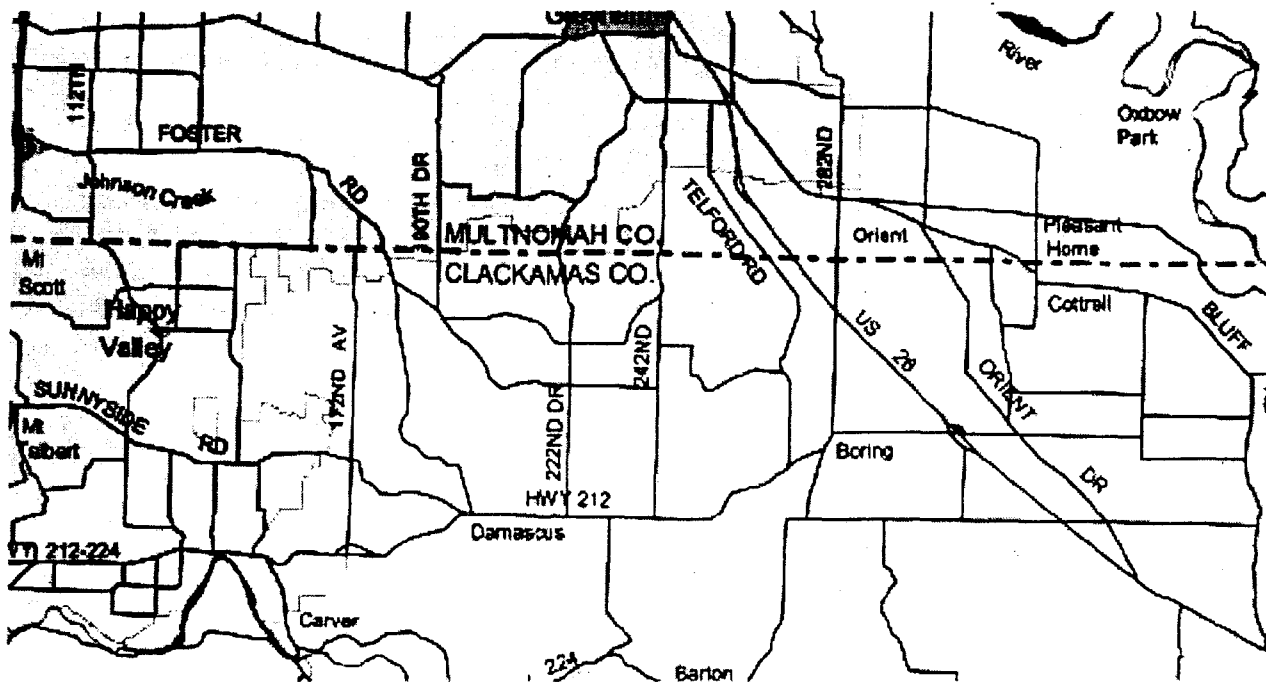 River
Oxbow
Park
112TH
FOSTER
RD
Johnson Creek
190TH DR
282ND
TELFORD RD
MULTNOMAH CO.
CLACKAMAS CO.
Orient
Pleasant
Home
Mt
Scott
Happy
Valley
Cottrell
BLUFF
172ND AV
242ND
US 26
ORIENT
DR
SUNNYSIDE
RD
Mt
Talbert
222ND DR
Boring
HWY 212
Damascus
212-224
Carver
224
Barton